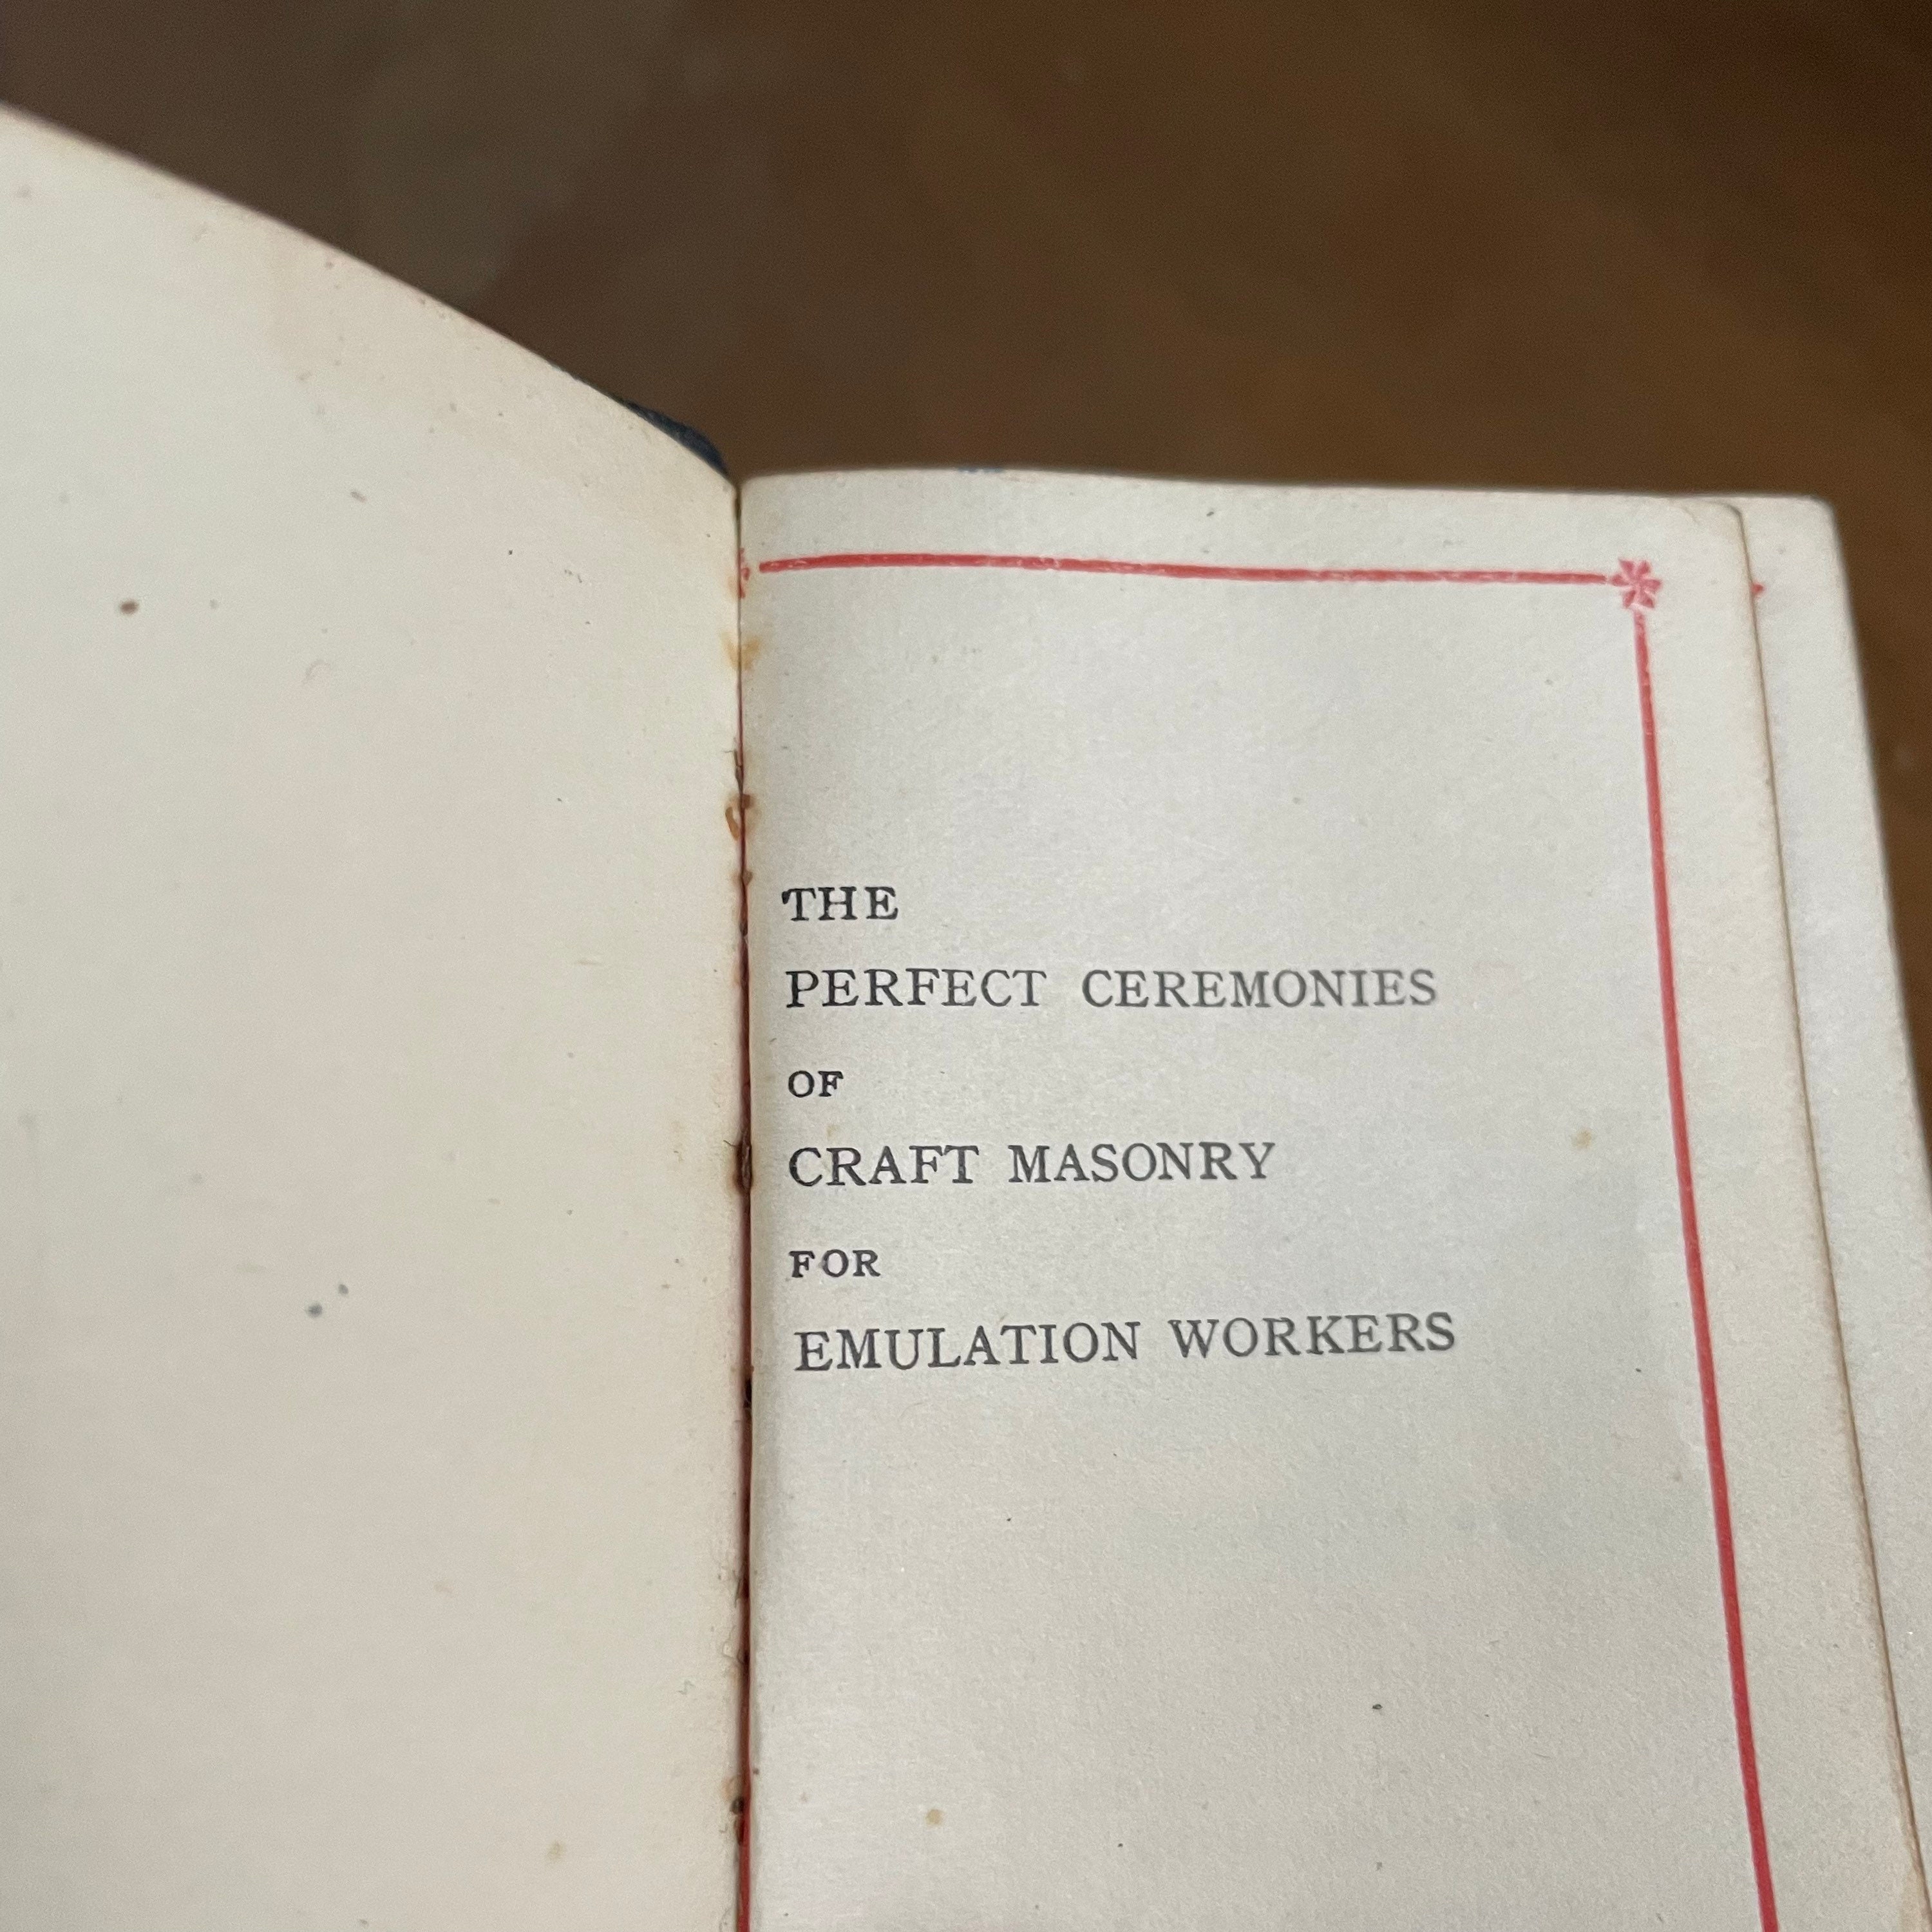 THE
PERFECT CEREMONIES
OF
CRAFT MASONRY
FOR
EMULATION WORKERS